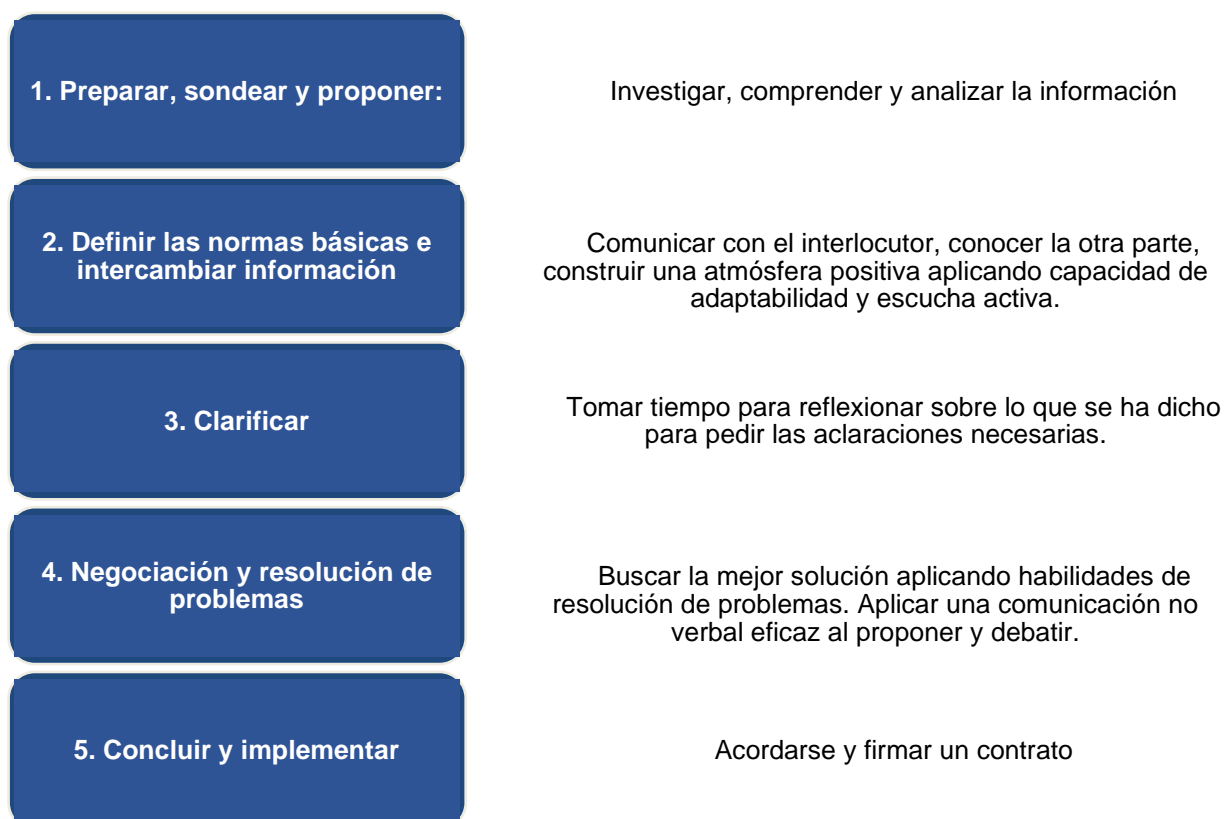 1. Preparar, sondear y proponer:
Investigar, comprender y analizar la información
2. Definir las normas básicas e
intercambiar información
Comunicar con el interlocutor, conocer la otra parte,
construir una atmósfera positiva aplicando capacidad de
adaptabilidad y escucha activa.
3. Clarificar
Tomar tiempo para reflexionar sobre lo que se ha dicho
para pedir las aclaraciones necesarias.
4. Negociación y resolución de
problemas
Buscar la mejor solución aplicando habilidades de
resolución de problemas. Aplicar una comunicación no
verbal eficaz al proponer y debatir.
5. Concluir y implementar
Acordarse y firmar un contrato